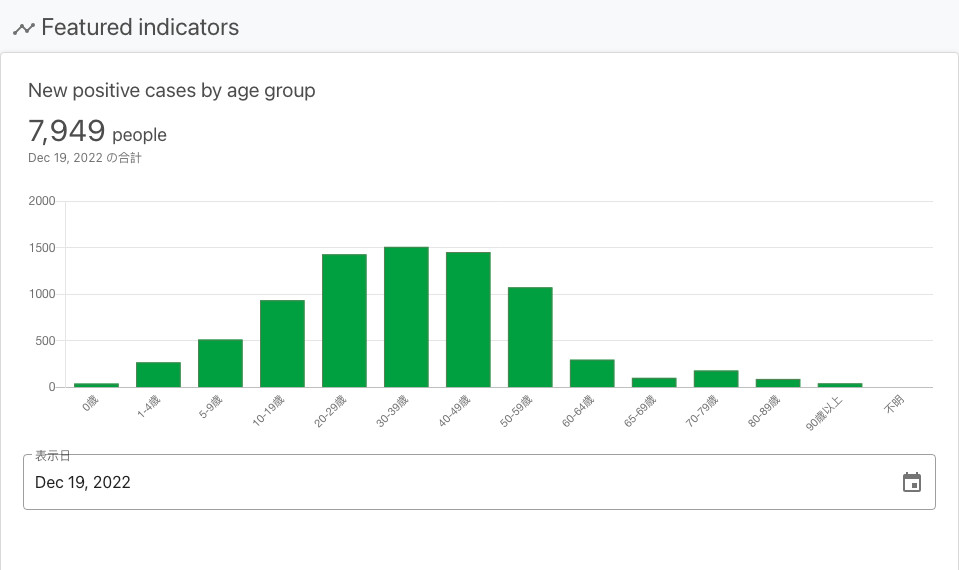 Featured indicators
New positive cases by age group
7,949 people
Dec 19, 2022 の合計
2000
1500
1000
500
0
0歳
1-4歳
5-9歳
10-19歳
20-29歳
30-39歳
40-49歳
50-59歳
60-64歳
65-69歳
70-79歳
80-89歳
90歳以上
不明
表示日
Dec 19, 2022